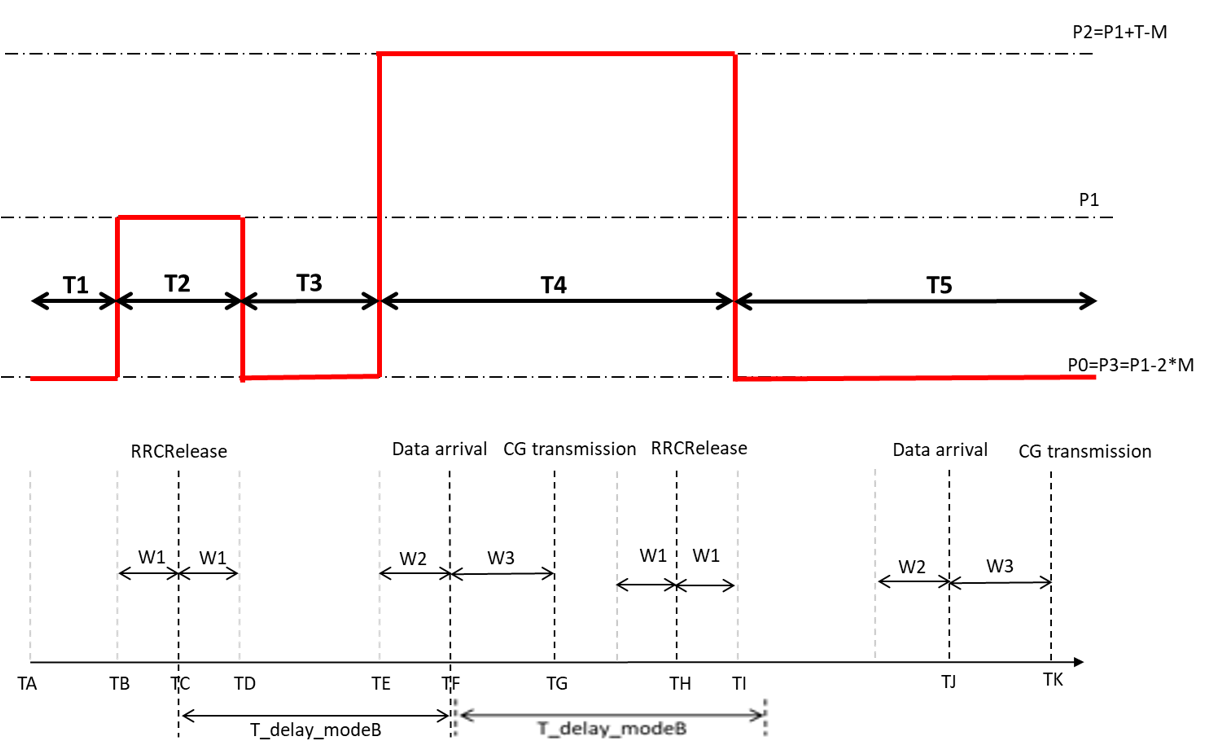 P2=P1+T-M
P1
T1
T2
T3
T4
T5
P0=P3=P1-2*M
RRCRelease
Data arrival
CG transmission
RRCRelease
Data arrival
CG transmission
W1
W1
W2
W3
W1
W1
W2
W3
TA
TB
TC
TD
TE
TF
TG
TH
TI
TJ
TK
T_delay_modeB
T_delay_modeB